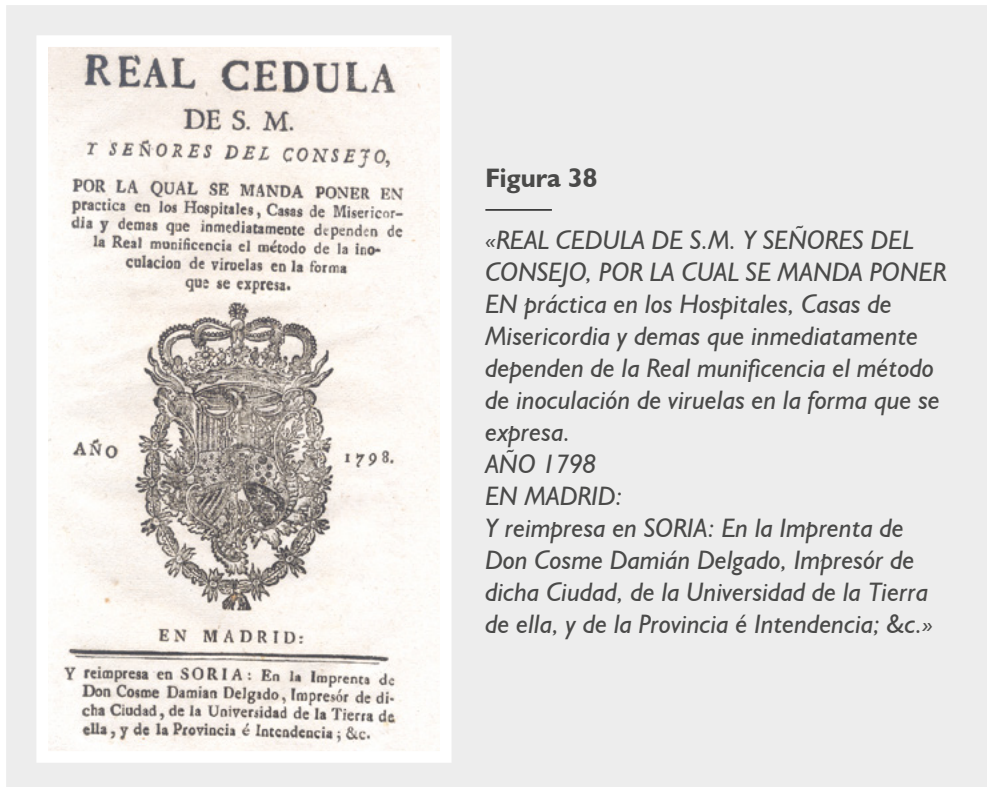 REAL CEDULA
DE S. M.
Y SEÑORES DEL CONSEJO,
POR LA QUAL SE MANDA PONER EN
practica en los Hospitales, Casas de Misericor-
dia y demas que inmediatamente dependen de
la Real munificencia el método de la ino-
culacion de viruelas en la forma
que se expresa.
AÑO 1798.
EN MADRID:
Y reimpresa en SORIA: En la Imprenta de
Don Cosme Damian Delgado, Impresór de di-
cha Ciudad, de la Universidad de la Tierra de
ella, y de la Provincia é Intendencia; &c.
Figura 38
«REAL CEDULA DE S.M. Y SEÑORES DEL
CONSEJO, POR LA CUAL SE MANDA PONER
EN práctica en los Hospitales, Casas de
Misericordia y demas que inmediatamente
dependen de la Real munificencia el método
de inoculación de viruelas en la forma que se
expresa.
AÑO 1798
EN MADRID:
Y reimpresa en SORIA: En la Imprenta de
Don Cosme Damián Delgado, Impresór de
dicha Ciudad, de la Universidad de la Tierra
de ella, y de la Provincia é Intendencia; &c.»